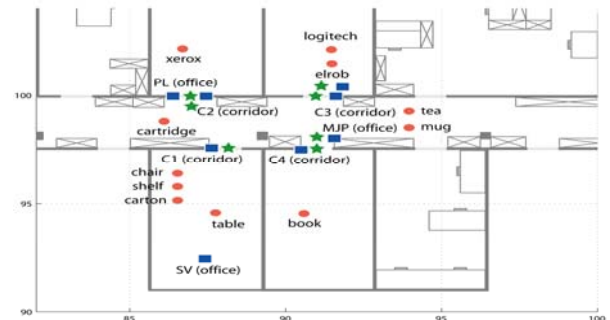 logitech
xerox
elrob
PL (office)
100
C2 (corridor)
C3 (corridor)
tea
cartridge
MJP (office)
mug
C1 (corridor)
C4 (corridor)
chair
shelf
carton
95
table
book
SV (office)
90
85
90
95
100